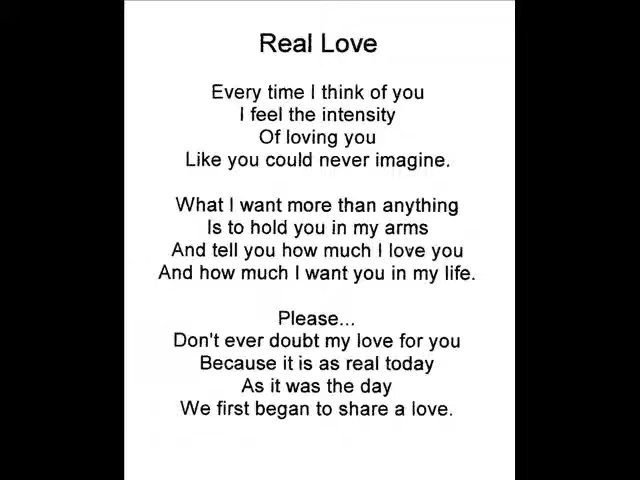 Real Love
Every time I think of you
I feel the intensity
Of loving you
Like you could never imagine.
What I want more than anything
Is to hold you in my arms
And tell you how much I love you
And how much I want you in my life.
Please...
Don't ever doubt my love for you
Because it is as real today
As it was the day
We first began to share a love.